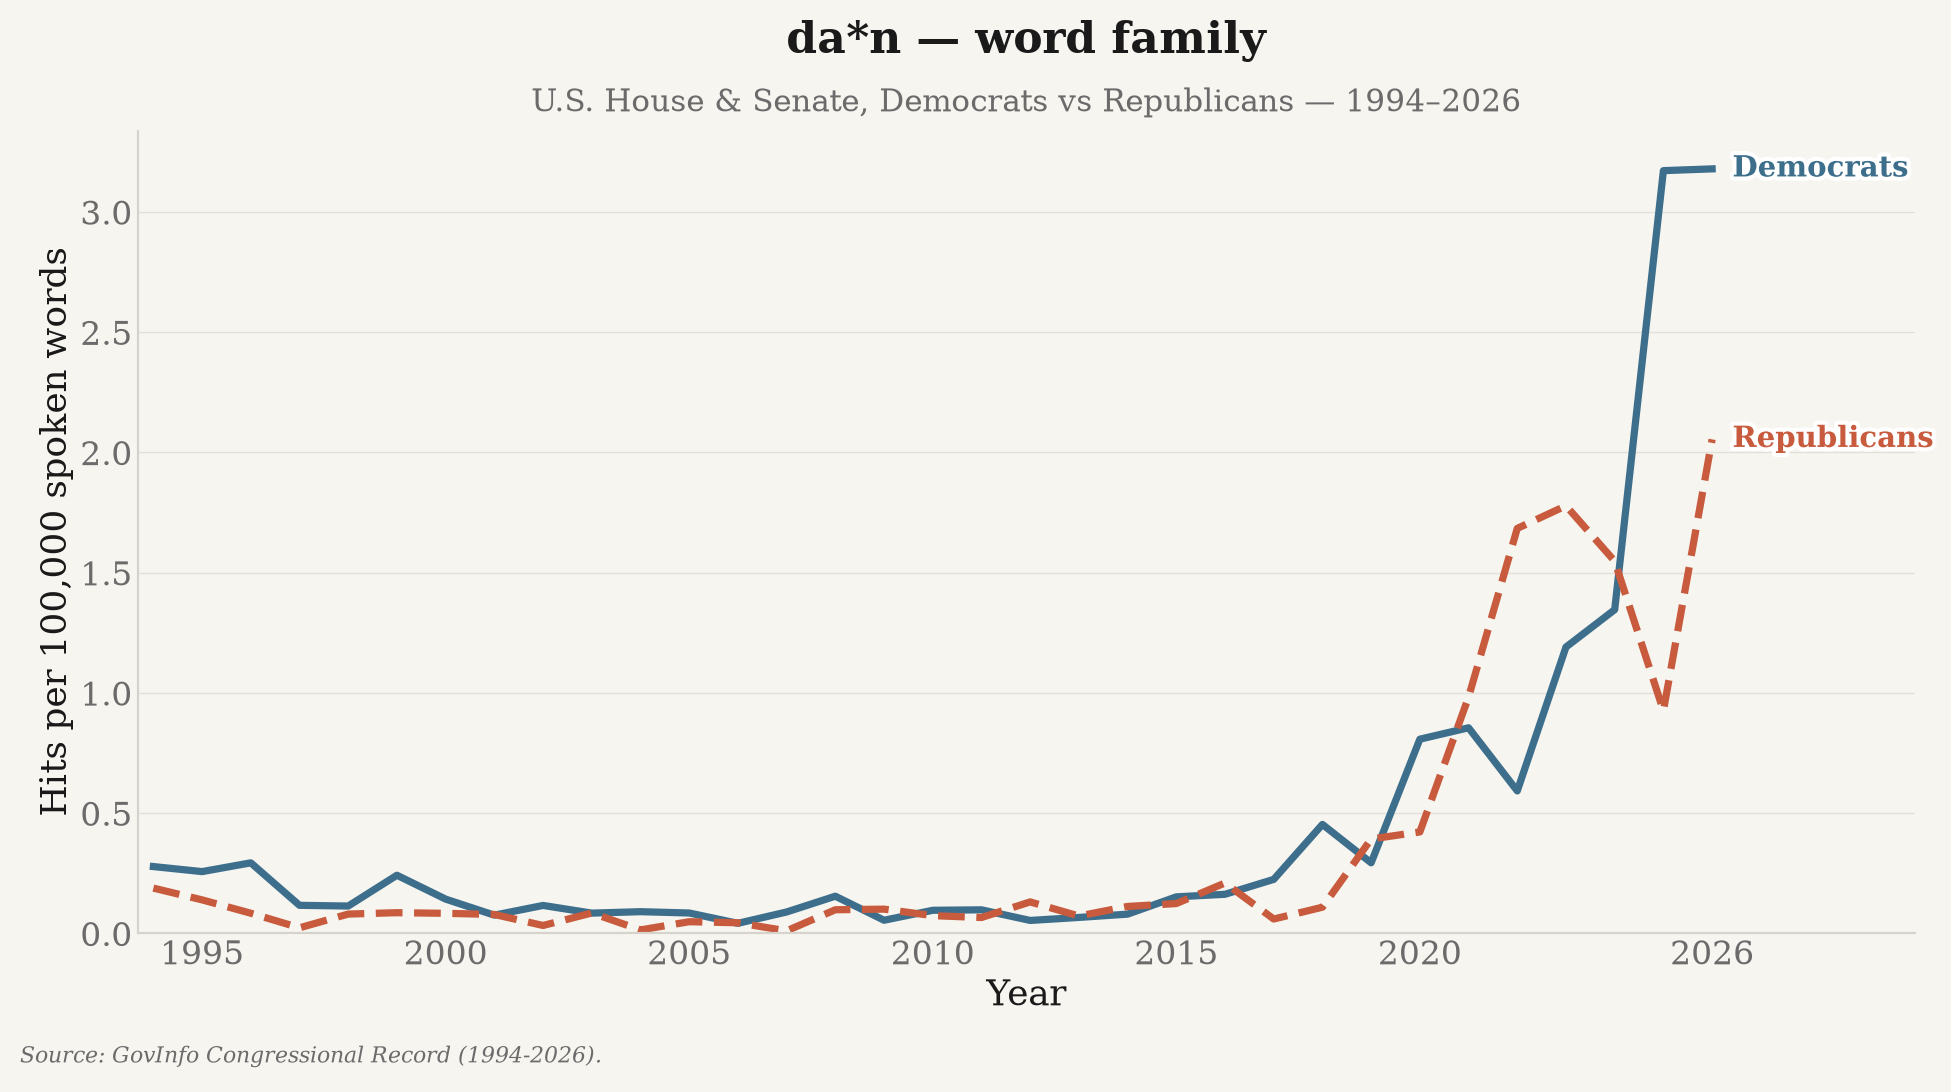 da*n — word family
U.S. House & Senate, Democrats vs Republicans — 1994–2026
Hits per 100,000 spoken words
3.0
2.5
2.0
1.5
1.0
0.5
0.0
Democrats
Republicans
1995 2000 2005 2010 2015 2020 2026
Year
Source: GovInfo Congressional Record (1994-2026).